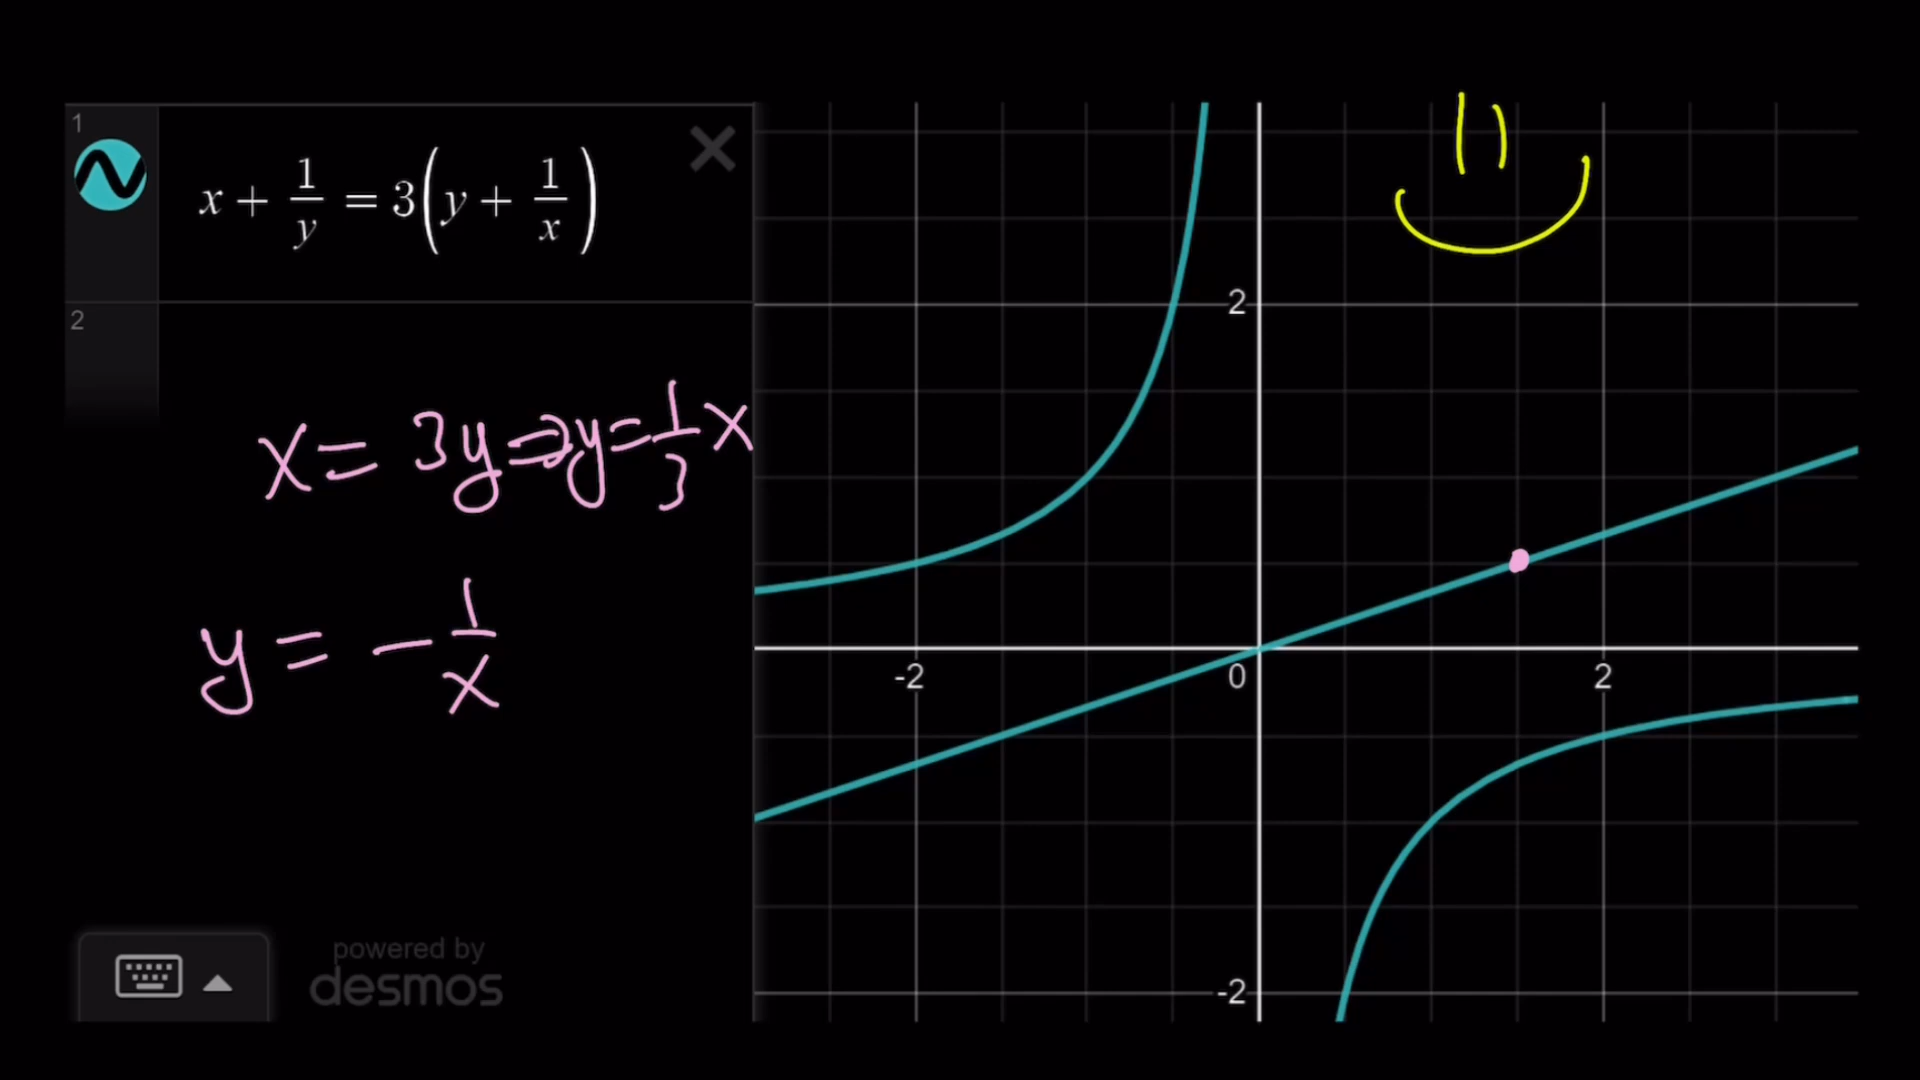 1
x + 1/y = 3(y + 1/x)
2
x = 3y ⇒ y = 1/3 x
y = - 1/x
powered by
desmos
2
-2
0
2
-2